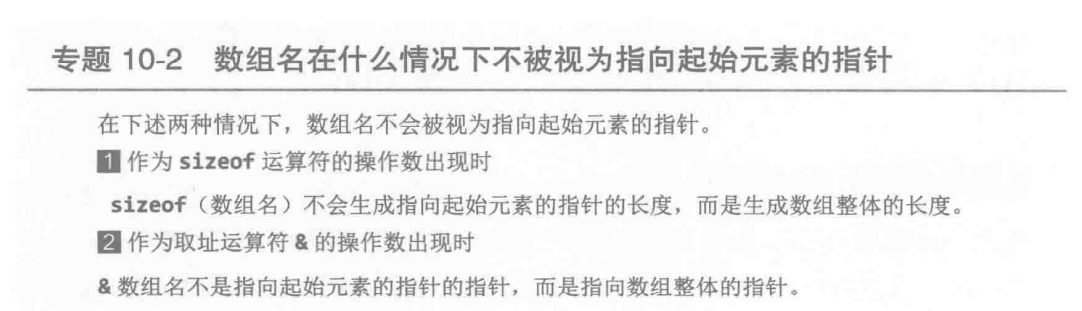 专题 10-2 数组名在什么情况下不被视为指向起始元素的指针
在下述两种情况下，数组名不会被视为指向起始元素的指针。
1 作为 sizeof 运算符的操作数出现时
sizeof（数组名）不会生成指向起始元素的指针的长度，而是生成数组整体的长度。
2 作为取址运算符 & 的操作数出现时
& 数组名不是指向起始元素的指针的指针，而是指向数组整体的指针。